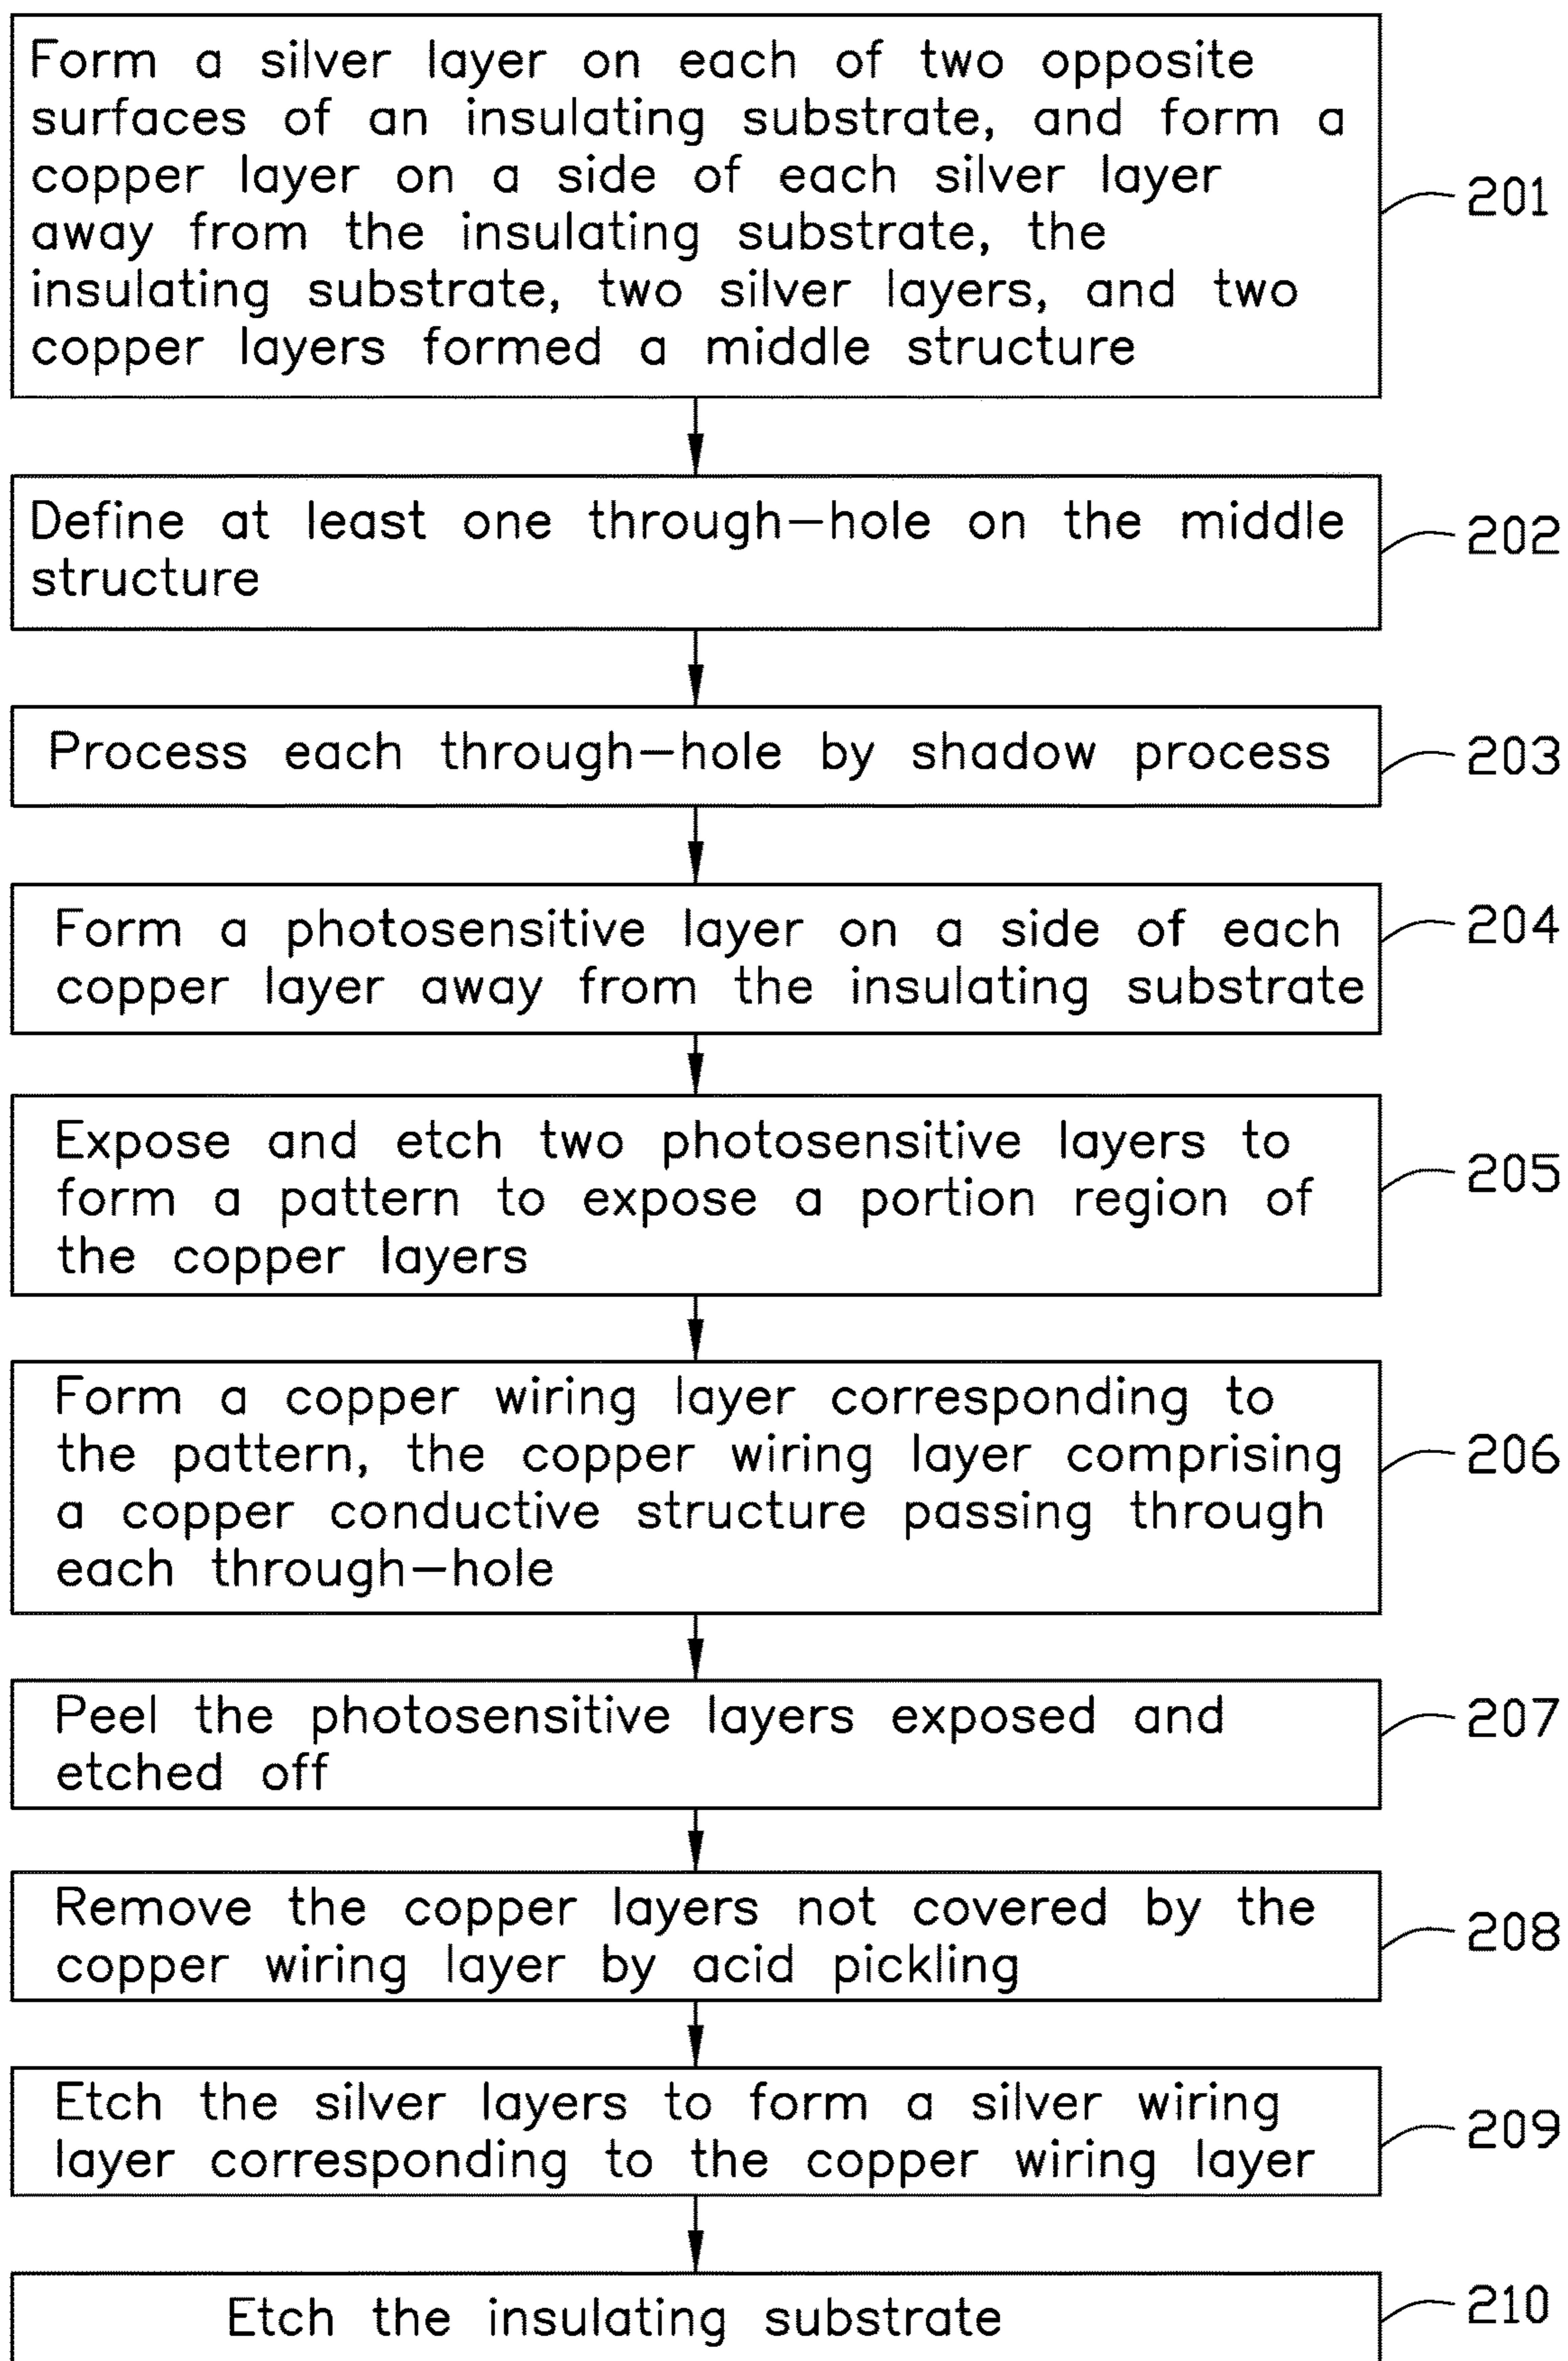 Form a silver layer on each of two opposite
surfaces of an insulating substrate, and form a
copper layer on a side of each silver layer
away from the insulating substrate, the
insulating substrate, two silver layers, and two
copper layers formed a middle structure
201
Define at least one through-hole on the middle
structure
202
Process each through-hole by shadow process
203
Form a photosensitive layer on a side of each
copper layer away from the insulating substrate
204
Expose and etch two photosensitive layers to
form a pattern to expose a portion region of
the copper layers
205
Form a copper wiring layer corresponding to
the pattern, the copper wiring layer comprising
a copper conductive structure passing through
each through-hole
206
Peel the photosensitive layers exposed and
etched off
207
Remove the copper layers not covered by the
copper wiring layer by acid pickling
208
Etch the silver layers to form a silver wiring
layer corresponding to the copper wiring layer
209
Etch the insulating substrate
210